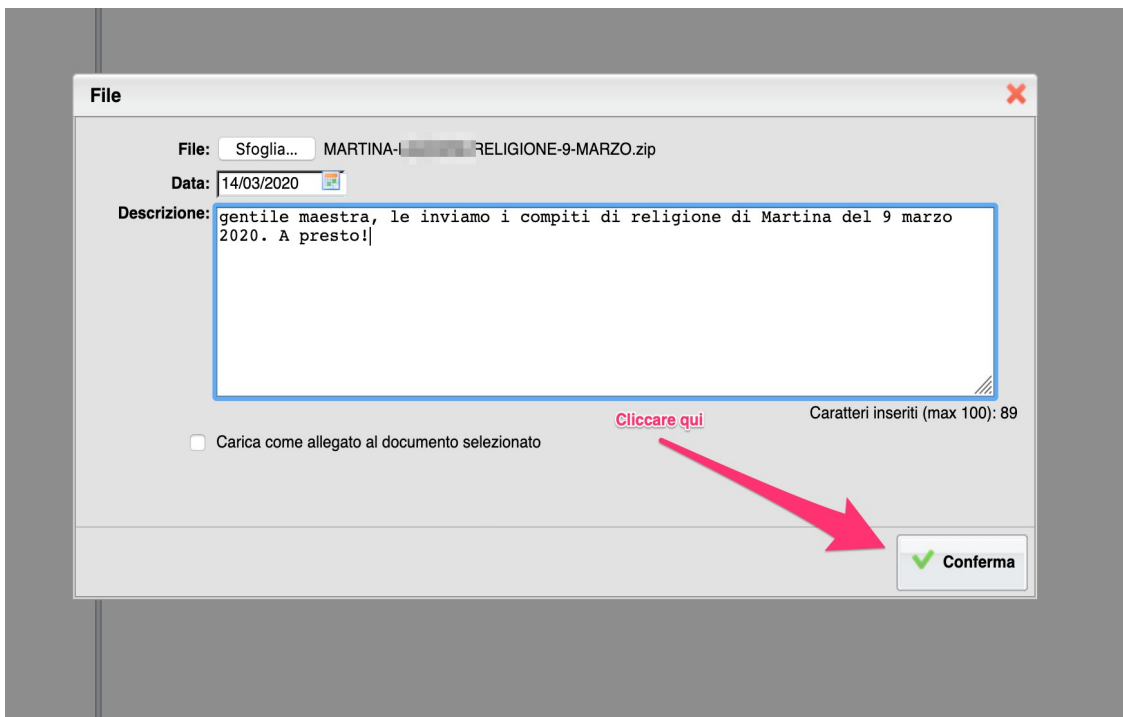 File
File: Sfoglia... MARTINA- RELIGIONE-9-MARZO.zip
Data: 14/03/2020
Descrizione: gentile maestra, le inviamo i compiti di religione di Martina del 9 marzo
2020. A presto!
Caratteri inseriti (max 100): 89
Cliccare qui
Carica come allegato al documento selezionato
Conferma